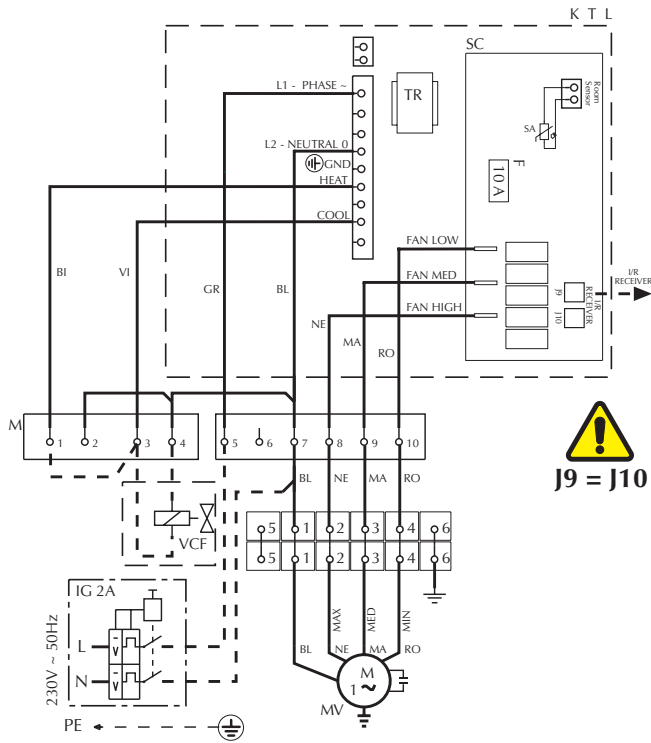 K T L
SC
L1 - PHASE ~
TR
Room
Sensor
SA
L2 - NEUTRAL 0
GND
HEAT
F
10 A
COOL
FAN LOW
FAN MED
FAN HIGH
J9
J10
I/R
RECEIVER
I/R
RECEIVER
BI
VI
GR
BL
NE
MA
RO
M
1
2
3
4
5
6
7
8
9
10
J9 = J10
BL
NE
MA
RO
VCF
5
1
2
3
4
6
5
1
2
3
4
6
IG 2A
230V ~ 50Hz
L
N
MAX
MED
MIN
BL
NE
MA
RO
M
1 ~
MV
PE